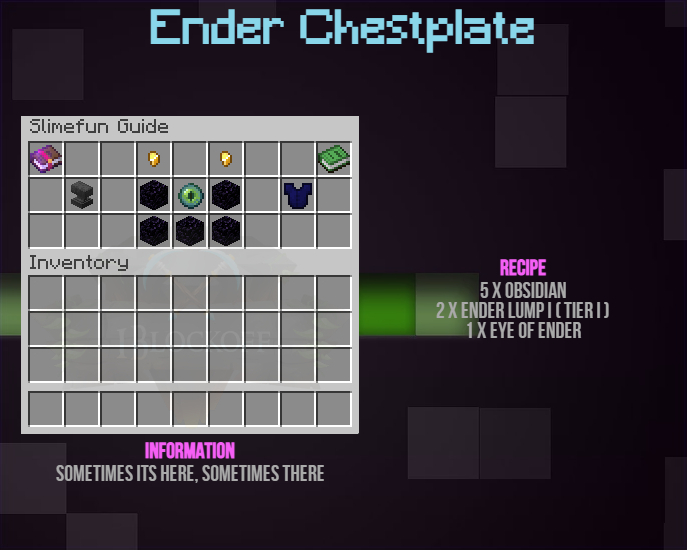 Ender Chestplate
Slimefun Guide
Inventory
IBLOCKOFF
INFORMATION
SOMETIMES ITS HERE, SOMETIMES THERE
RECIPE
5 X OBSIDIAN
2 X ENDER LUMP I ( TIER I )
1 X EYE OF ENDER